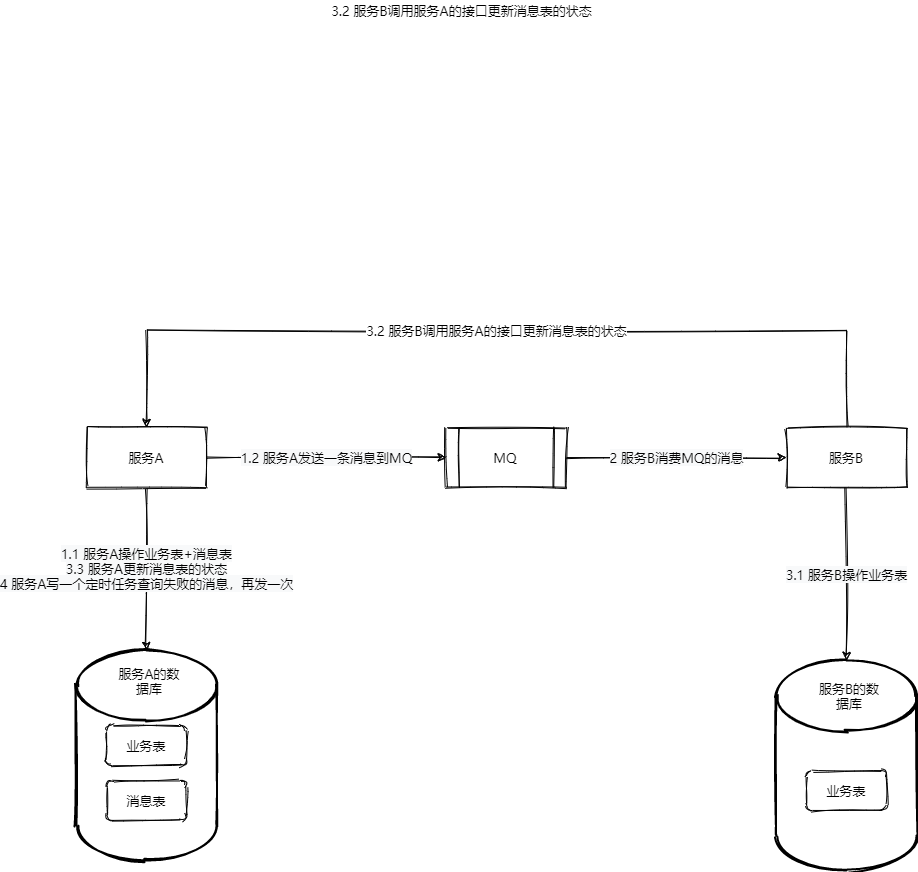 3.2 服务B调用服务A的接口更新消息表的状态
3.2 服务B调用服务A的接口更新消息表的状态
服务A
1.2 服务A发送一条消息到MQ
MQ
2 服务B消费MQ的消息
服务B
1.1 服务A操作业务表+消息表
3.3 服务A更新消息表的状态
4 服务A写一个定时任务查询失败的消息，再发一次
3.1 服务B操作业务表
服务A的数
据库
业务表
消息表
服务B的数
据库
业务表